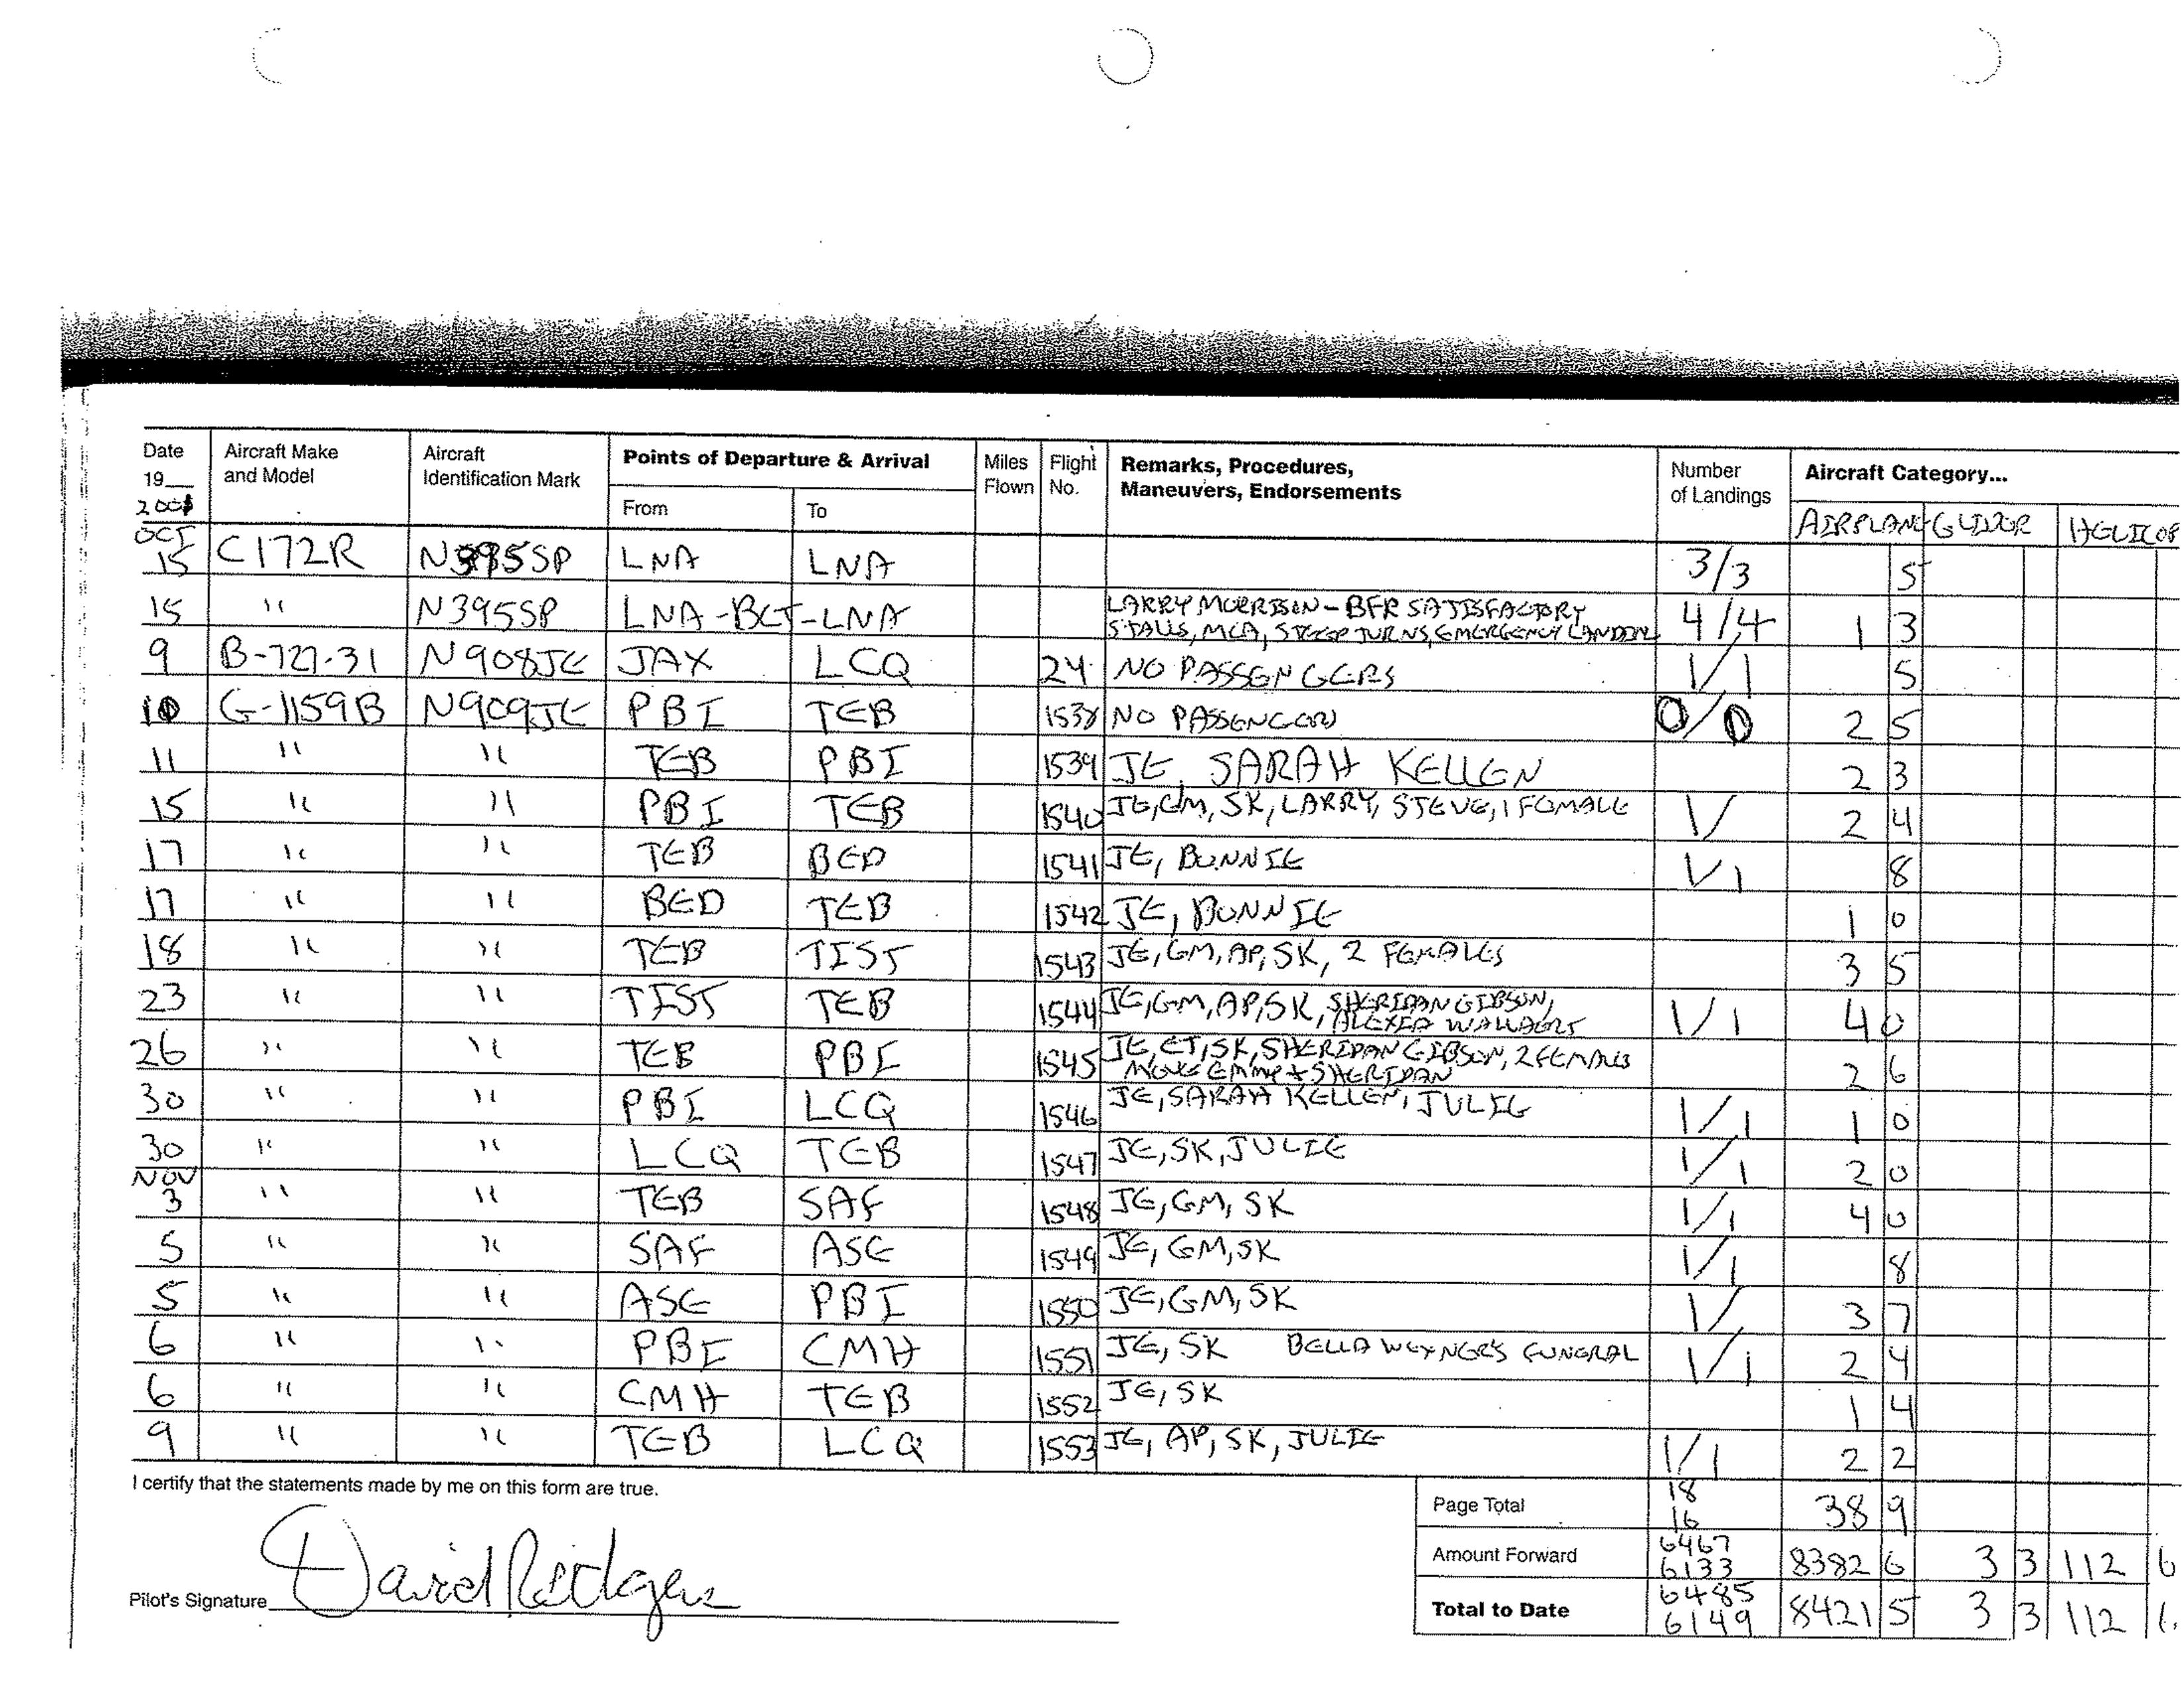 Date Aircraft Make Aircraft Points of Departure & Arrival Miles Flight Remarks, Procedures, Number Aircraft Category...
19__ and Model Identification Mark Flown No. Maneuvers, Endorsements of Landings
From To
AIRPLANE GLIDER HELICOP
OCT
15 C172R N395SP LNA LNA 3/3 5
15 " N395SP LNA-BCT-LNA LARRY MORRISON - BFR SATISFACTORY 4/4 1 3
STALLS, MCA, STEEP TURNS, EMERGENCY LANDING
9 B-727-31 N908JE JAX LCQ 24 NO PASSENGERS 1/1 5
10 G-1159B N909JE PBI TEB 1538 NO PASSENGERS 0/0 2 5
11 " " TEB PBI 1539 JE, SARAH KELLEN 2 3
15 " " PBI TEB 1540 JE, GM, SK, LARRY, STEVE, 1 FEMALE 1/ 2 4
17 " " TEB BED 1541 JE, BONNIE 1/1 8
17 " " BED TEB 1542 JE, BONNIE 1 0
18 " " TEB TIST 1543 JE, GM, AP, SK, 2 FEMALES 3 5
23 " " TIST TEB 1544 JE, GM, AP, SK, SHERIDAN GIBSON, 1/1 4 0
26 " " TEB PBI 1545 JE, ET, SK, SHERIDAN GIBSON, 2 FEMALES 2 6
30 " " PBI LCQ 1546 JE, SARAH KELLEN, JULIE 1/1 1 0
30 " " LCQ TEB 1547 JE, SK, JULIE 1/1 2 0
NOV
3 " " TEB SAF 1548 JE, GM, SK 1/1 4 0
5 " " SAF ASE 1549 JE, GM, SK 1/1 8
5 " " ASE PBI 1550 JE, GM, SK 1/ 3 7
6 " " PBI CMH 1551 JE, SK BELLA WEXNER'S FUNERAL 1/1 2 4
6 " " CMH TEB 1552 JE, SK 1 4
9 " " TEB LCQ 1553 JE, AP, SK, JULIE 1/1 2 2
I certify that the statements made by me on this form are true.
Page Total 18 38 9
16
Amount Forward 6467 8382 6 3 3 112 6
6133
Pilot's Signature David Rodgers
Total to Date 6485 8421 5 3 3 112
6149